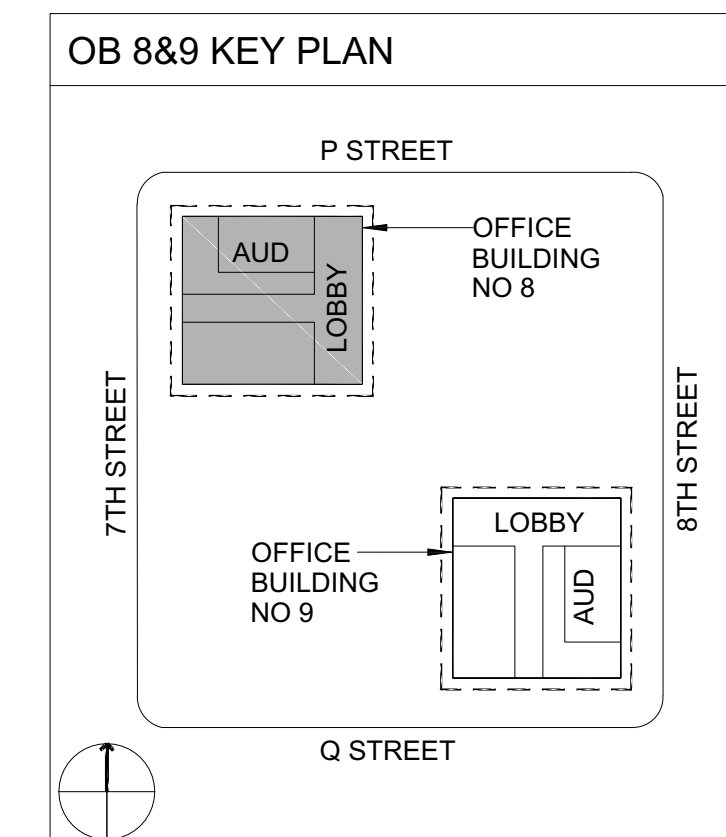 OB 8&9 KEY PLAN
P STREET
AUD
LOBBY
OFFICE
BUILDING
NO 8
7TH STREET
8TH STREET
LOBBY
AUD
OFFICE
BUILDING
NO 9
Q STREET